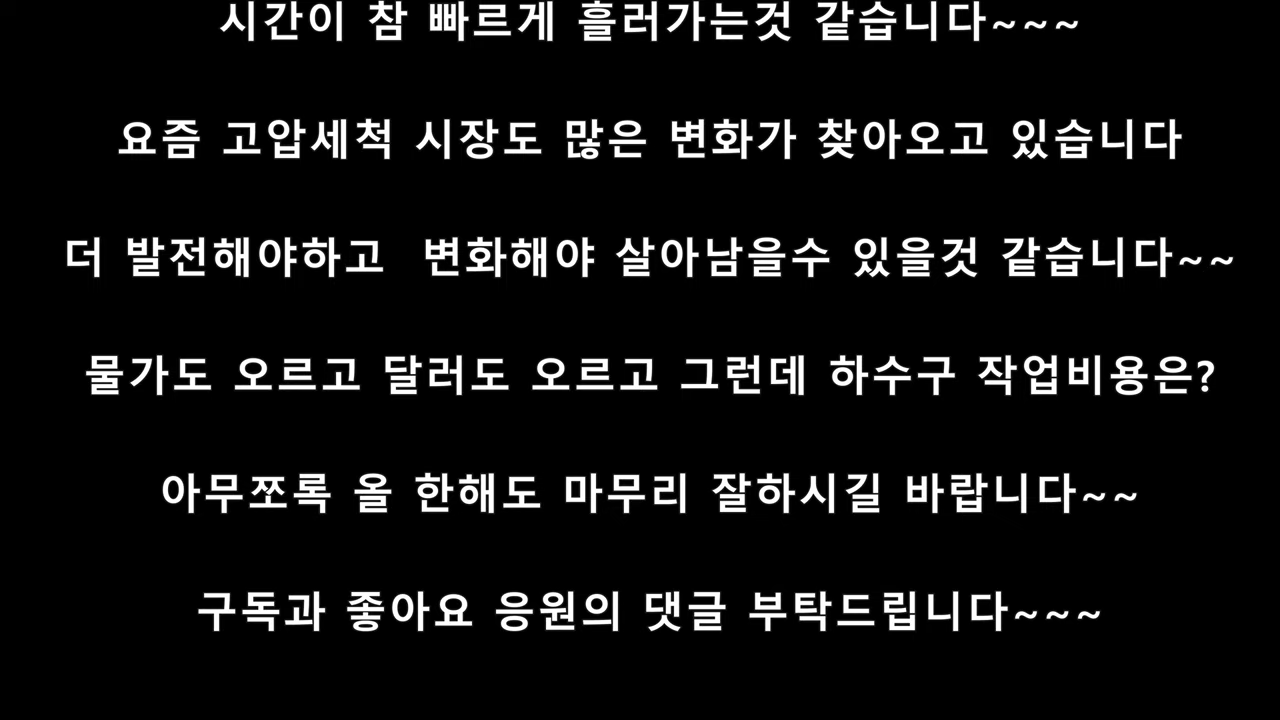 시간이 참 빠르게 흘러가는것 같습니다~~~
요즘 고압세척 시장도 많은 변화가 찾아오고 있습니다
더 발전해야하고  변화해야 살아남을수 있을것 같습니다~~
물가도 오르고 달러도 오르고 그런데 하수구 작업비용은?
아무쪼록 올 한해도 마무리 잘하시길 바랍니다~~
구독과 좋아요 응원의 댓글 부탁드립니다~~~